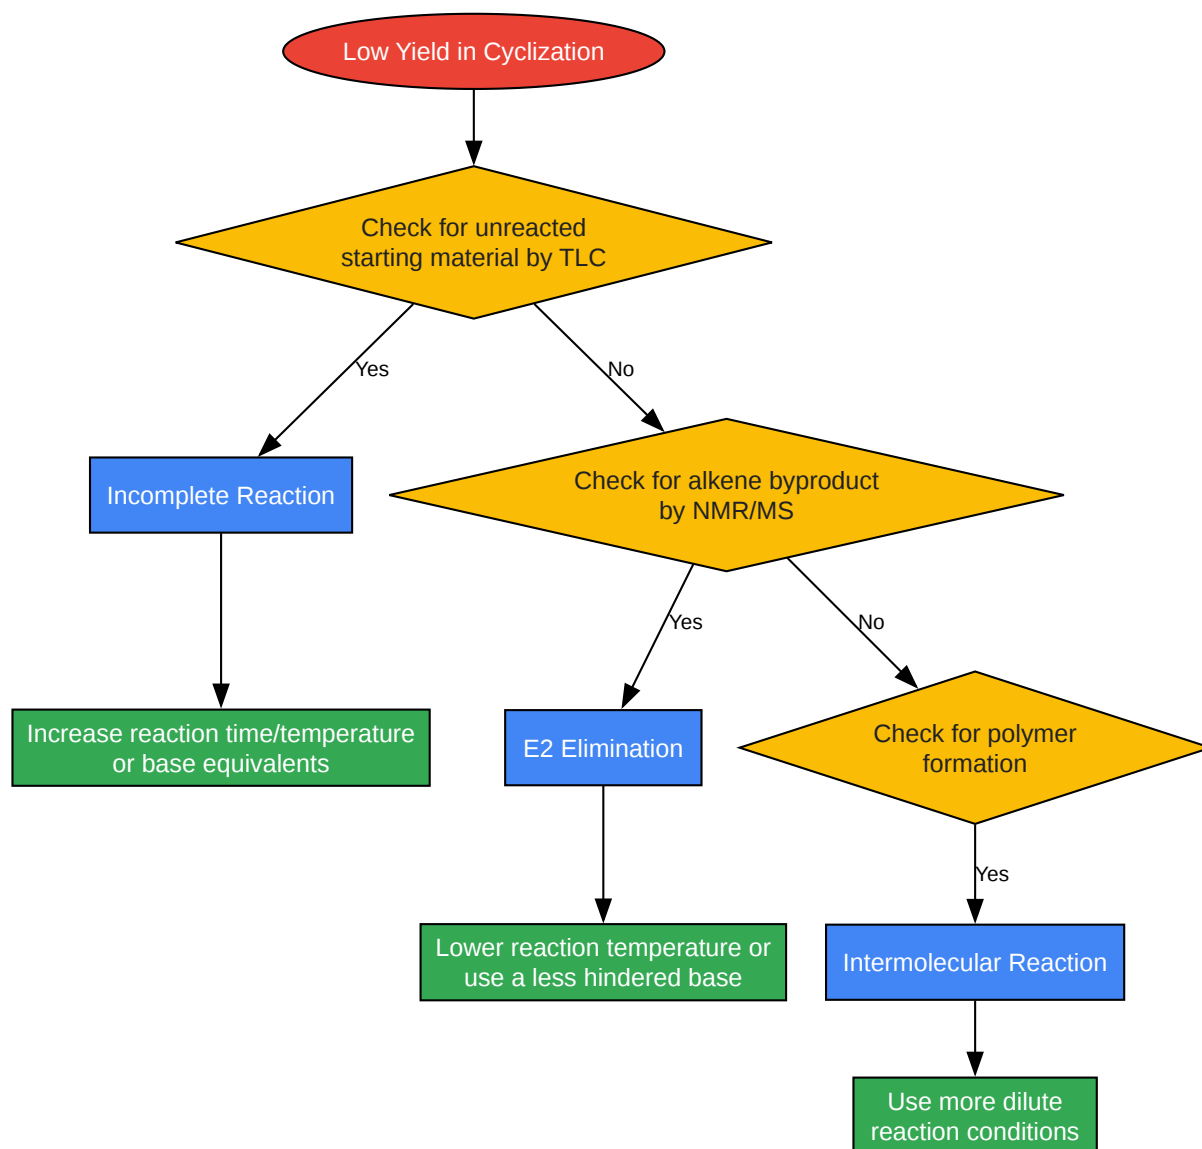 Low Yield in Cyclization
Check for unreacted
starting material by TLC
Yes
No
Incomplete Reaction
Check for alkene byproduct
by NMR/MS
Yes
No
Increase reaction time/temperature
or base equivalents
E2 Elimination
Check for polymer
formation
Yes
Lower reaction temperature or
use a less hindered base
Intermolecular Reaction
Use more dilute
reaction conditions